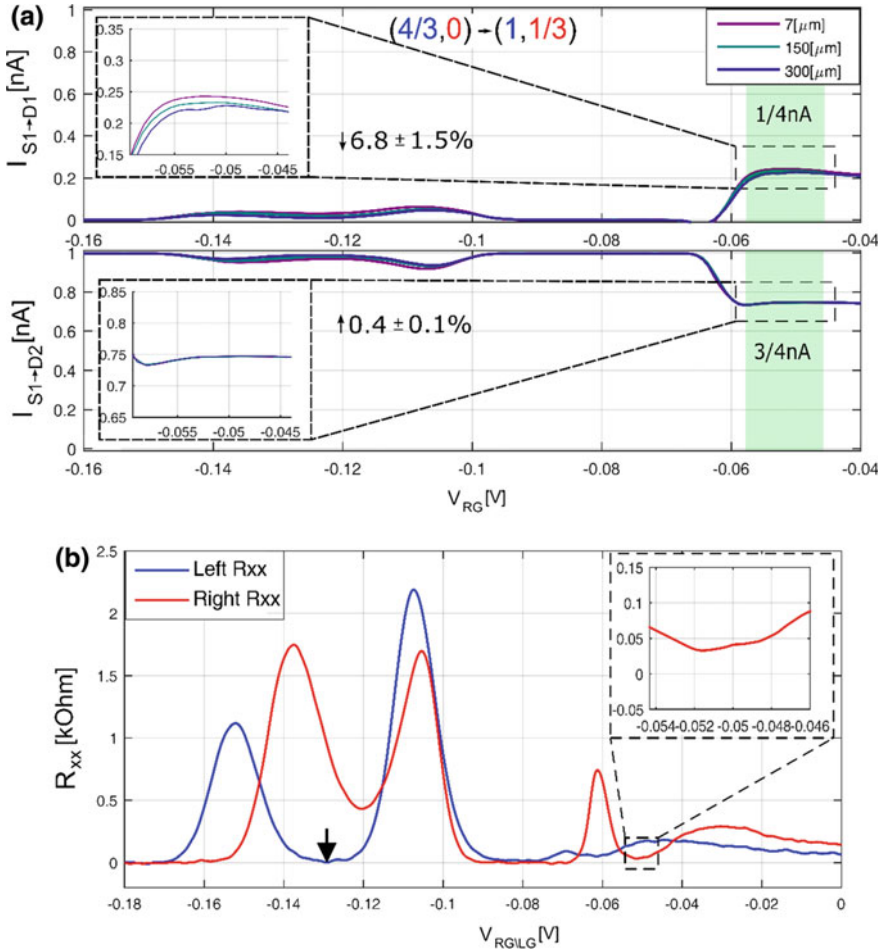 (a)
(4/3,0)→(1,1/3)
7[μm]
150[μm]
300[μm]
I S1→D1 [nA]
1
0.8
0.6
0.4
0.2
0
0.35
0.3
0.25
0.2
0.15
-0.055 -0.05 -0.045
↓6.8 ± 1.5%
1/4nA
-0.16 -0.14 -0.12 -0.1 -0.08 -0.06 -0.04
I S1→D2 [nA]
1
0.8
0.6
0.4
0.2
0
0.85
0.8
0.75
0.7
0.65
-0.055 -0.05 -0.045
↑0.4 ± 0.1%
3/4nA
-0.16 -0.14 -0.12 -0.1 -0.08 -0.06 -0.04
V RG [V]
(b)
Left Rxx
Right Rxx
R xx [kOhm]
2.5
2
1.5
1
0.5
0
0.15
0.1
0.05
0
-0.05
-0.054 -0.052 -0.05 -0.048 -0.046
-0.18 -0.16 -0.14 -0.12 -0.1 -0.08 -0.06 -0.04 -0.02 0
V RG\LG [V]